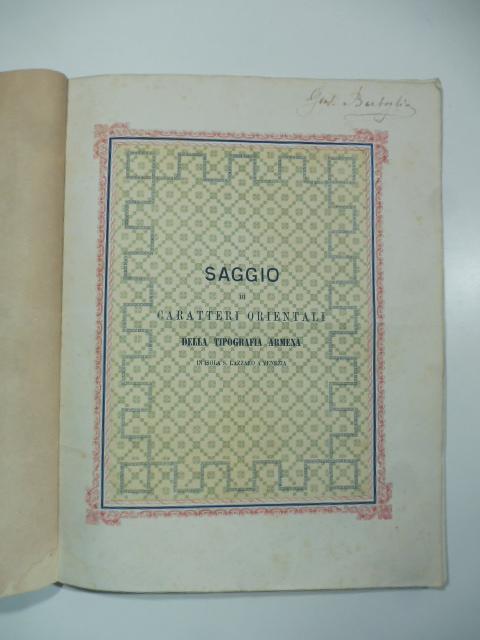 SAGGIO
DI
CARATTERI ORIENTALI
DELLA TIPOGRAFIA ARMENA
IN ISOLA S. LAZZARO A VENEZIA